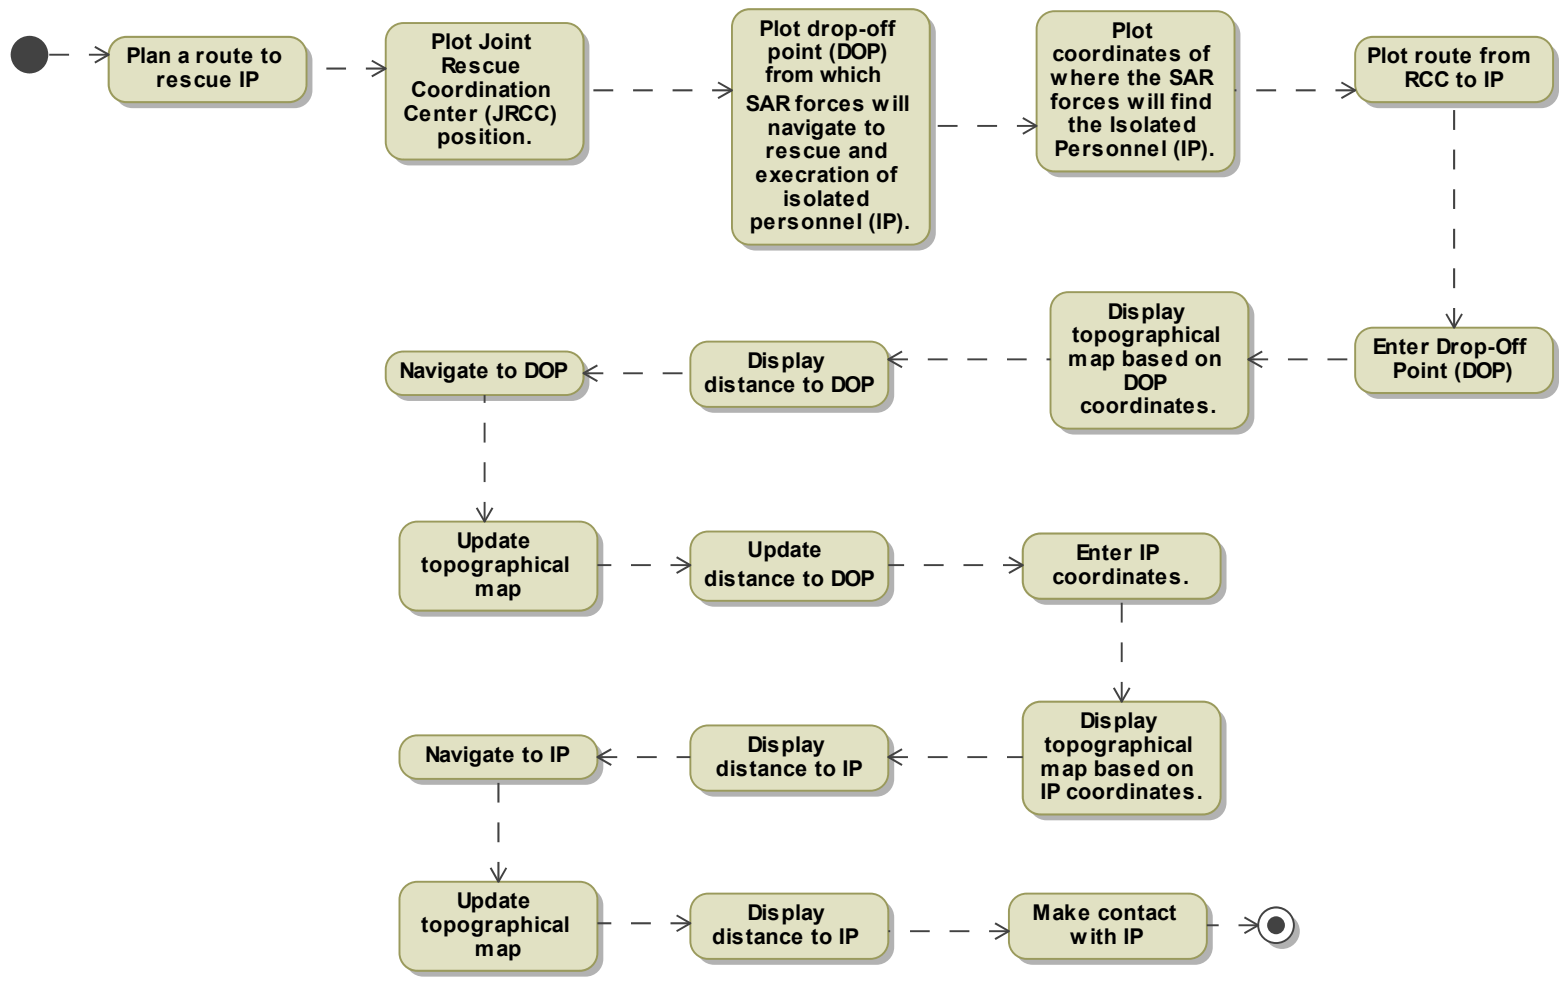 Plan a route to
rescue IP
Plot Joint
Rescue
Coordination
Center (JRCC)
position.
Plot drop-off
point (DOP)
from which
SAR forces will
navigate to
rescue and
execration of
isolated
personnel (IP).
Plot
coordinates of
where the SAR
forces will find
the Isolated
Personnel (IP).
Plot route from
RCC to IP
Enter Drop-Off
Point (DOP)
Display
topographical
map based on
DOP
coordinates.
Display
distance to DOP
Navigate to DOP
Update
topographical
map
Update
distance to DOP
Enter IP
coordinates.
Display
topographical
map based on
IP coordinates.
Display
distance to IP
Navigate to IP
Update
topographical
map
Display
distance to IP
Make contact
with IP